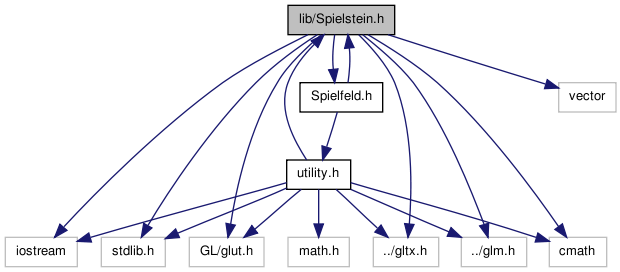 lib/Spielstein.h
Spielfeld.h
vector
utility.h
iostream
stdlib.h
GL/glut.h
math.h
../gltx.h
../glm.h
cmath